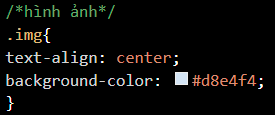 /*hình ảnh*/
.img{
text-align: center;
background-color: #d8e4f4;
}